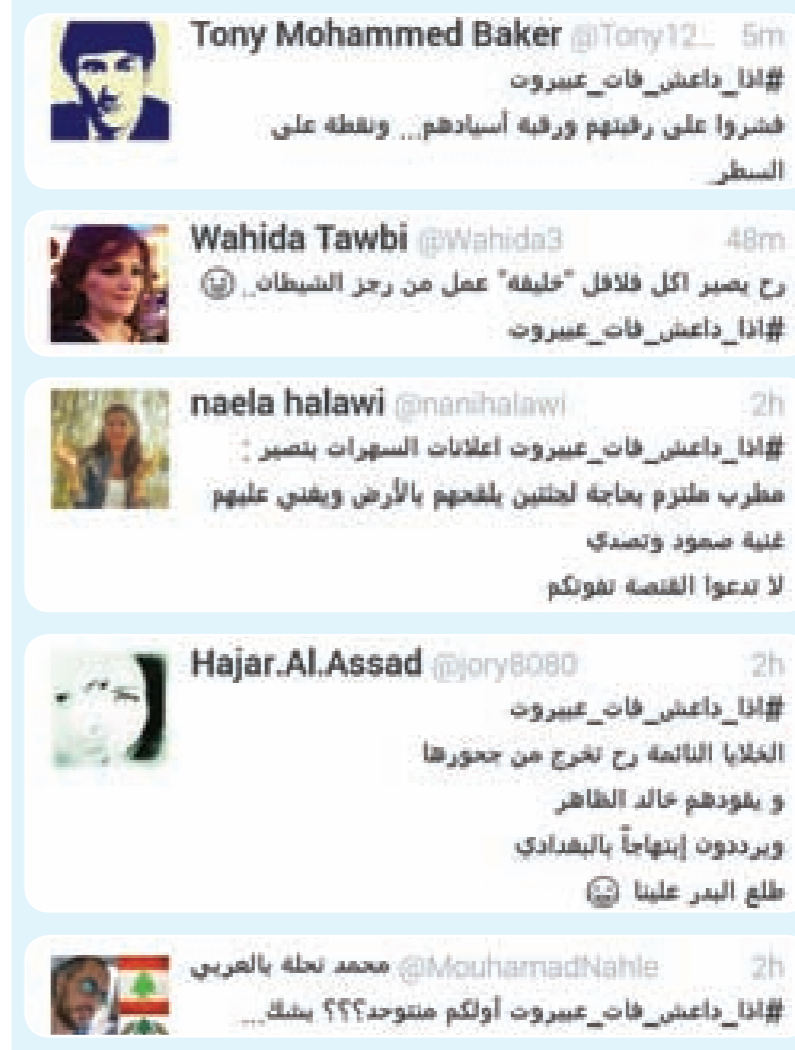 Tony Mohammed Baker @Tony12... 5m
#اذا_داعش_فات_عبيروت
فشروا على رقبتهم ورقبة أسيادهم... ونقطة على
السطر
Wahida Tawbi @Wahida3 48m
رح يصير اكل فلافل "خليفة" عمل من رجز الشيطان..
#اذا_داعش_فات_عبيروت
naela halawi @nanihalawi 2h
#اذا_داعش_فات_عبيروت اعلانات السهرات بتصير :
مطرب ملتزم بحاجة لجثتين يلقحهم بالأرض ويغني عليهم
غنية صمود وتصدي
لا تدعوا القنصة تفوتكم
Hajar.Al.Assad @jory8080 2h
#اذا_داعش_فات_عبيروت
الخلايا النائمة رح تخرج من جحورها
و يقودهم خالد الظاهر
ويرددون إبتهاجاً بالبغدادي
طلع البدر علينا
محمد نحلة بالعربي @MouhamadNahle 2h
#اذا_داعش_فات_عبيروت أولكم منتوحد؟؟؟ بشك...